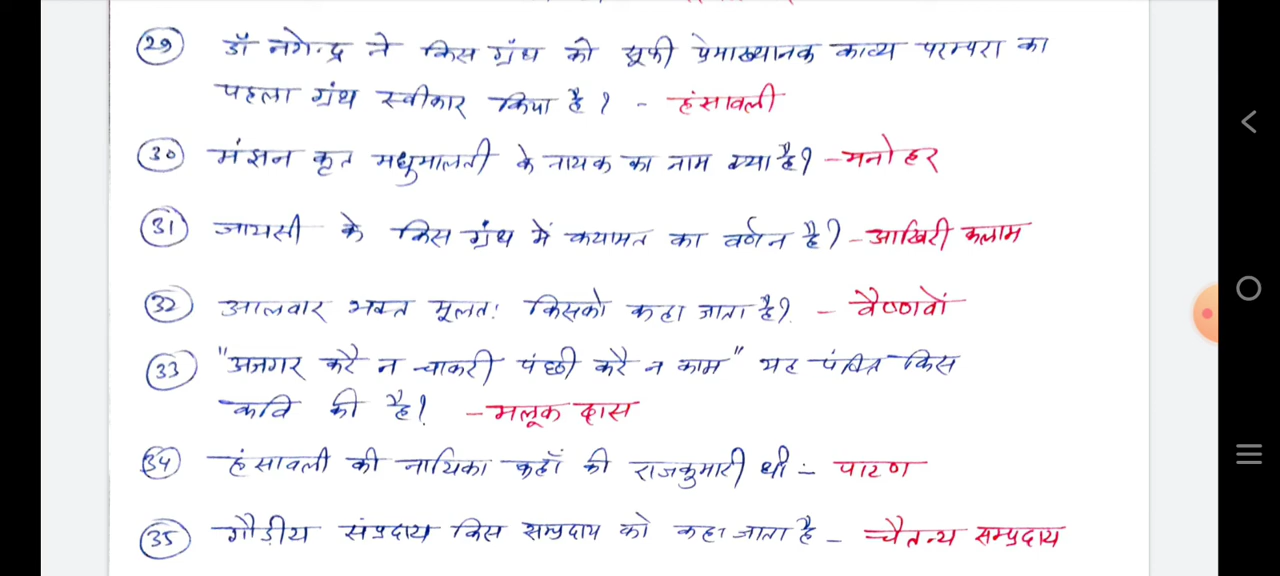 29 डॉ नगेन्द्र ने किस ग्रंथ को सूफी प्रेमाख्यानक काव्य परम्परा का
पहला ग्रंथ स्वीकार किया है? - हंसावली
30 मंझन कृत मधुमालती के नायक का नाम क्या है? - मनोहर
31 जायसी के किस ग्रंथ में कयामत का वर्णन है? - आखिरी कलाम
32 आलवार भक्त मूलतः किसको कहा जाता है? - वैष्णवों
33 "अजगर करै न चाकरी पंछी करै न काम" यह पंक्ति किस
कवि की है? - मलूक दास
34 हंसावली की नायिका कहाँ की राजकुमारी थी :- पाटण
35 गौड़ीय संप्रदाय किस सम्प्रदाय को कहा जाता है - चैतन्य सम्प्रदाय